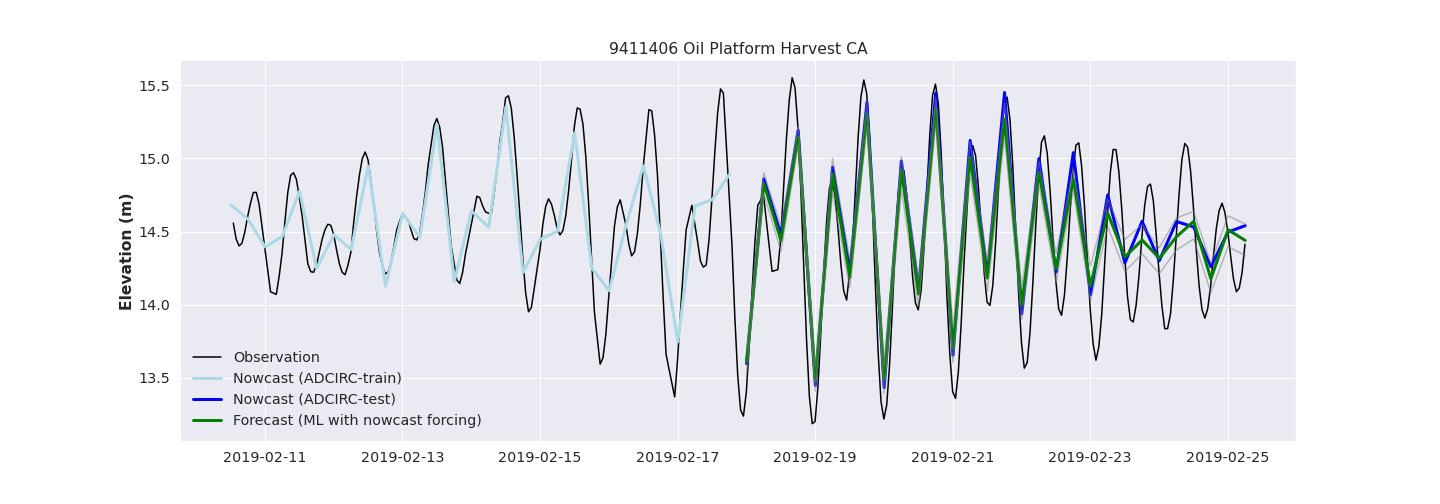 9411406 Oil Platform Harvest CA
Elevation (m)
15.5
15.0
14.5
14.0
13.5
Observation
Nowcast (ADCIRC-train)
Nowcast (ADCIRC-test)
Forecast (ML with nowcast forcing)
2019-02-11
2019-02-13
2019-02-15
2019-02-17
2019-02-19
2019-02-21
2019-02-23
2019-02-25